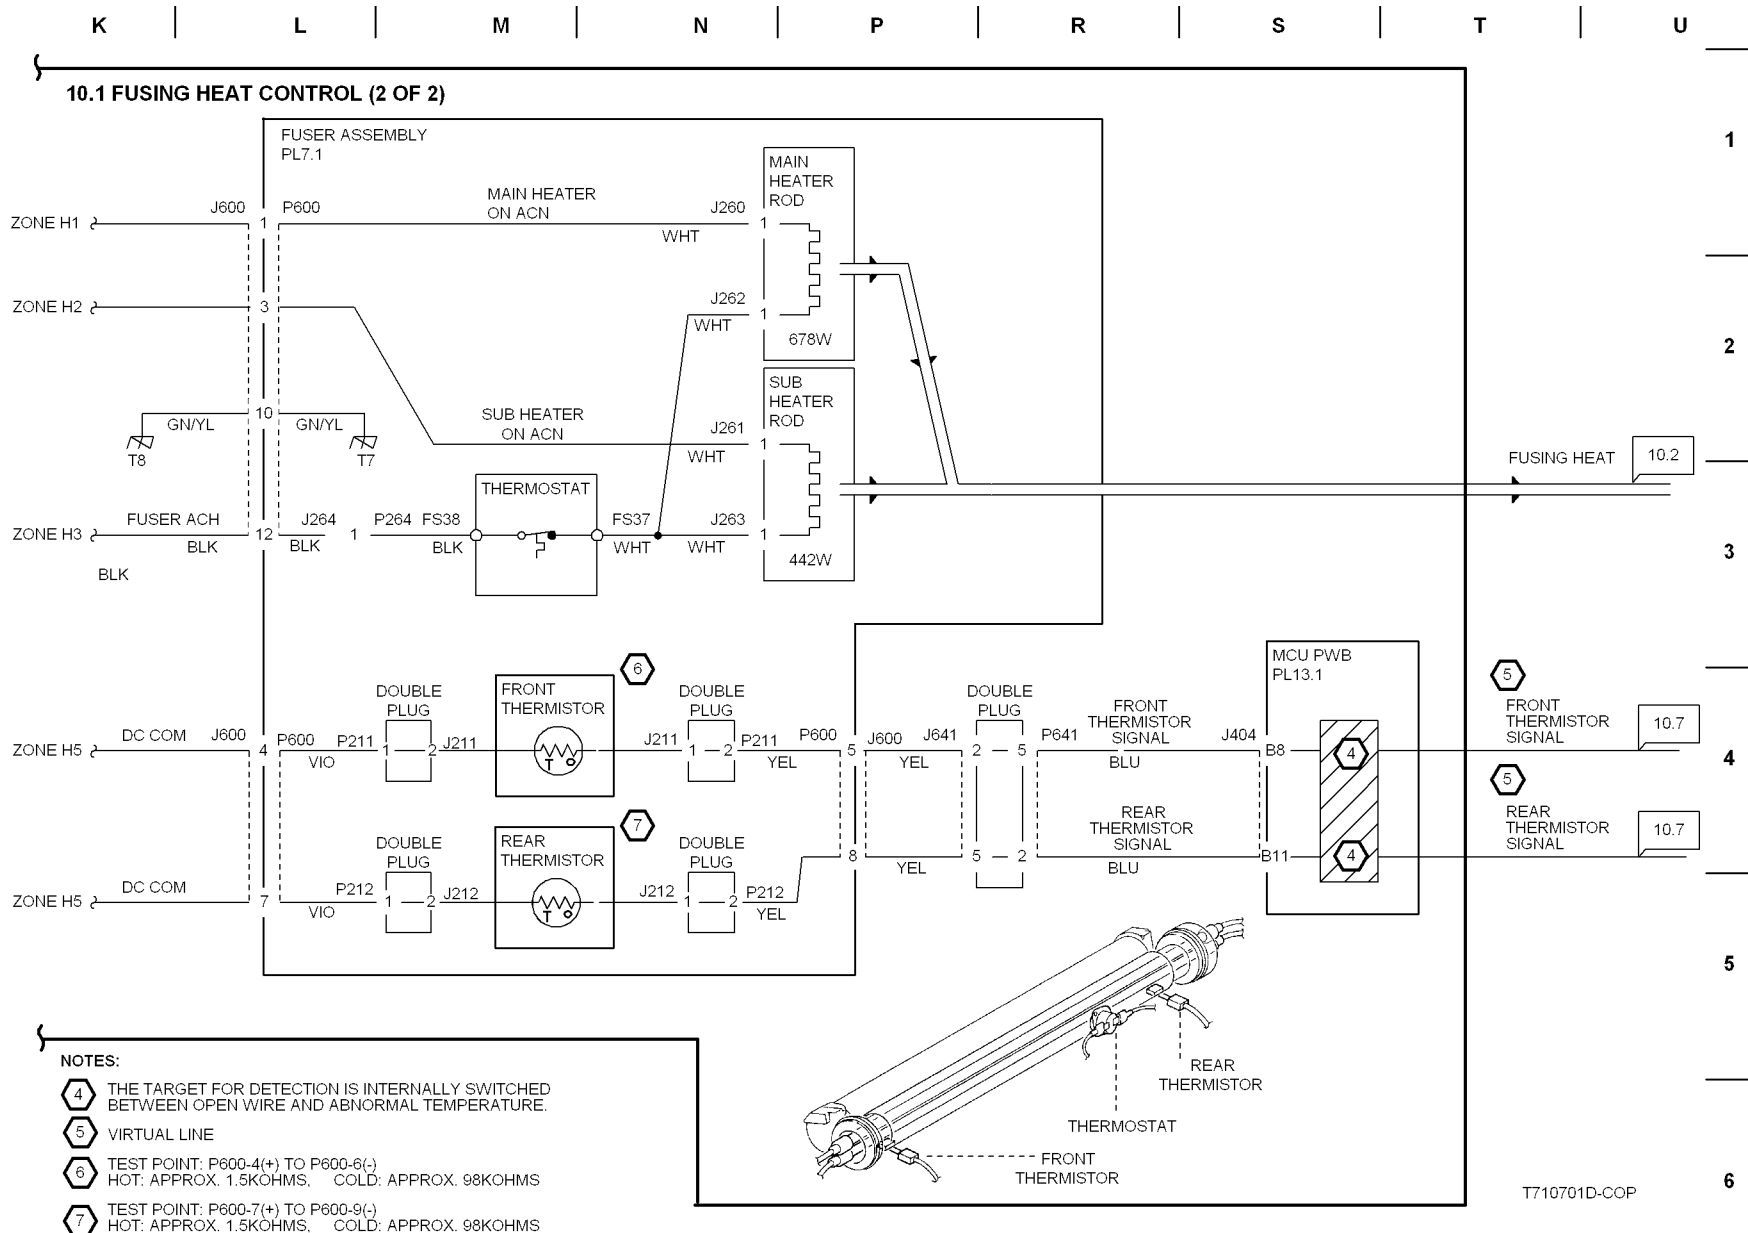 K L M N P R S T U
10.1 FUSING HEAT CONTROL (2 OF 2)
1
FUSER ASSEMBLY
PL7.1
MAIN
HEATER
ROD
MAIN HEATER
ON ACN
ZONE H1 J600 1 P600 WHT J260 1
ZONE H2 3 J262
WHT 1
678W
2
SUB
HEATER
ROD
10
GN/YL GN/YL
T8 T7
SUB HEATER
ON ACN
J261
WHT 1
FUSING HEAT 10.2
THERMOSTAT
FUSER ACH J264 P264 FS38 FS37 J263
ZONE H3 12 1 1
BLK BLK BLK WHT WHT
442W
3
BLK
MCU PWB
PL13.1
6
5
DOUBLE
PLUG
FRONT
THERMISTOR
DOUBLE
PLUG
DOUBLE
PLUG
FRONT
THERMISTOR
SIGNAL
FRONT
THERMISTOR
SIGNAL
10.7
DC COM J600 P600 P211 J211 J211 P211 P600 J600 J641 P641 J404
ZONE H5 4 1 2 T O 1 2 5 2 5 B8 4
VIO YEL YEL BLU
4
5
7
DOUBLE
PLUG
REAR
THERMISTOR
DOUBLE
PLUG
REAR
THERMISTOR
SIGNAL
REAR
THERMISTOR
SIGNAL
10.7
8 YEL 5 2 BLU B11 4
DC COM P212 J212 J212 P212
ZONE H5 7 VIO 1 2 T O 1 2 YEL
5
REAR
THERMISTOR
THERMOSTAT
FRONT
THERMISTOR
NOTES:
4 THE TARGET FOR DETECTION IS INTERNALLY SWITCHED
BETWEEN OPEN WIRE AND ABNORMAL TEMPERATURE.
5 VIRTUAL LINE
6 TEST POINT: P600-4(+) TO P600-6(-)
HOT: APPROX. 1.5KOHMS, COLD: APPROX. 98KOHMS
7 TEST POINT: P600-7(+) TO P600-9(-)
HOT: APPROX. 1.5KOHMS, COLD: APPROX. 98KOHMS
T710701D-COP
6